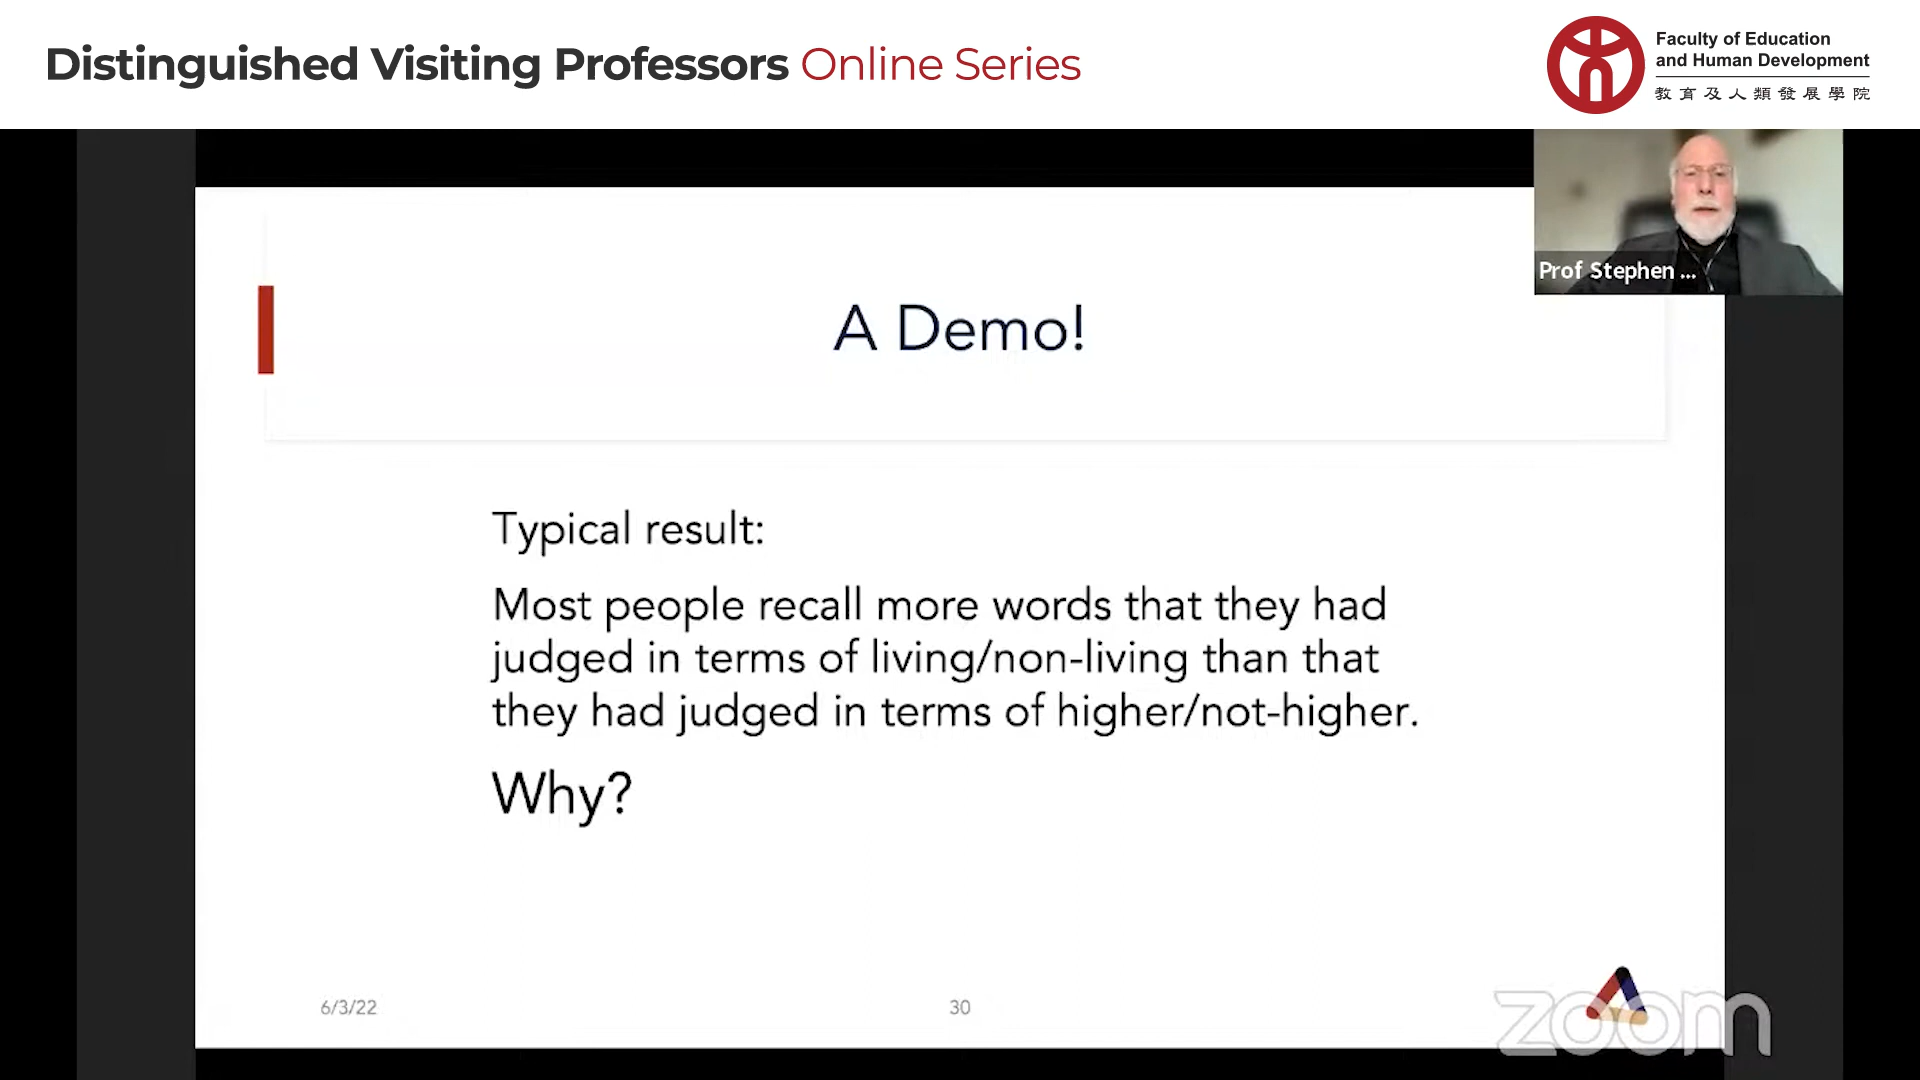 Distinguished Visiting Professors Online Series
Faculty of Education
and Human Development
教育及人類發展學院
Prof Stephen ...
A Demo!
Typical result:
Most people recall more words that they had
judged in terms of living/non-living than that
they had judged in terms of higher/not-higher.
Why?
6/3/22
30
zoom